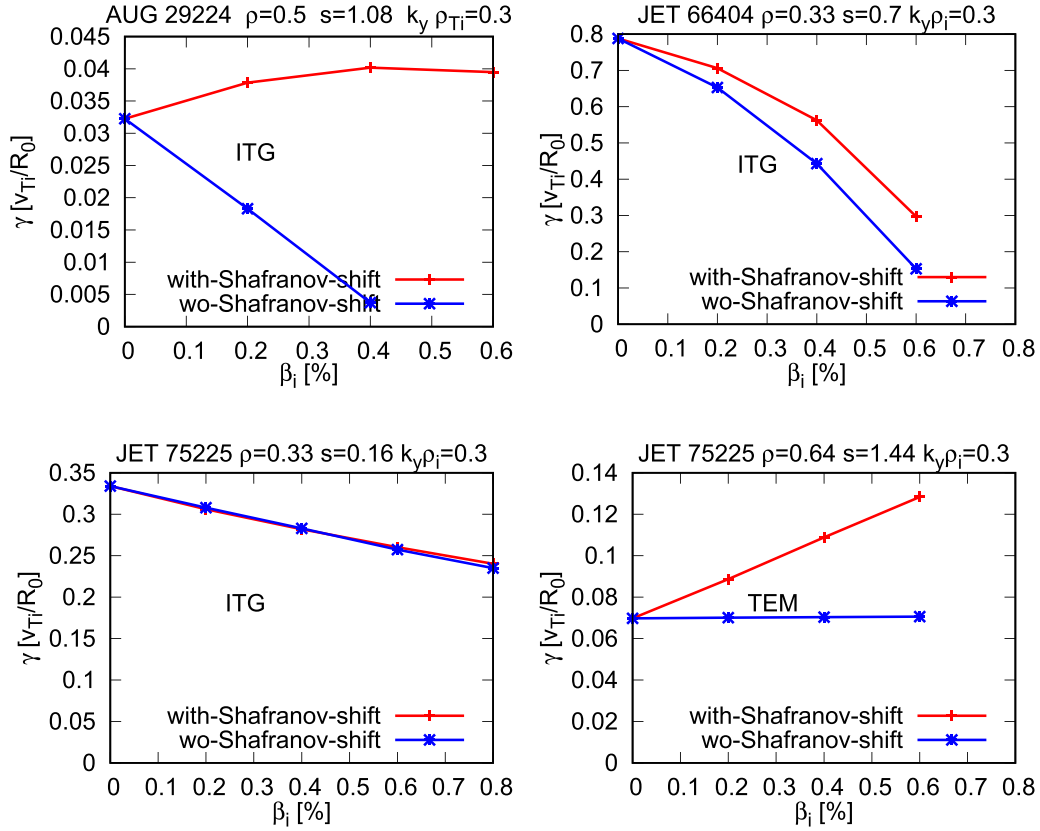 AUG 29224 ρ=0.5 s=1.08 k_y ρ_Ti=0.3
γ [v_Ti/R_0]
0.045
0.04
0.035
0.03
0.025
0.02
0.015
0.01
0.005
0
ITG
with-Shafranov-shift
wo-Shafranov-shift
0 0.1 0.2 0.3 0.4 0.5 0.6
β_i [%]
JET 66404 ρ=0.33 s=0.7 k_yρ_i=0.3
γ [v_Ti/R_0]
0.8
0.7
0.6
0.5
0.4
0.3
0.2
0.1
0
ITG
with-Shafranov-shift
wo-Shafranov-shift
0 0.1 0.2 0.3 0.4 0.5 0.6 0.7 0.8
β_i [%]
JET 75225 ρ=0.33 s=0.16 k_yρ_i=0.3
γ [v_Ti/R_0]
0.35
0.3
0.25
0.2
0.15
0.1
0.05
0
ITG
with-Shafranov-shift
wo-Shafranov-shift
0 0.1 0.2 0.3 0.4 0.5 0.6 0.7 0.8
β_i [%]
JET 75225 ρ=0.64 s=1.44 k_yρ_i=0.3
γ [v_Ti/R_0]
0.14
0.12
0.1
0.08
0.06
0.04
0.02
0
TEM
with-Shafranov-shift
wo-Shafranov-shift
0 0.1 0.2 0.3 0.4 0.5 0.6 0.7 0.8
β_i [%]